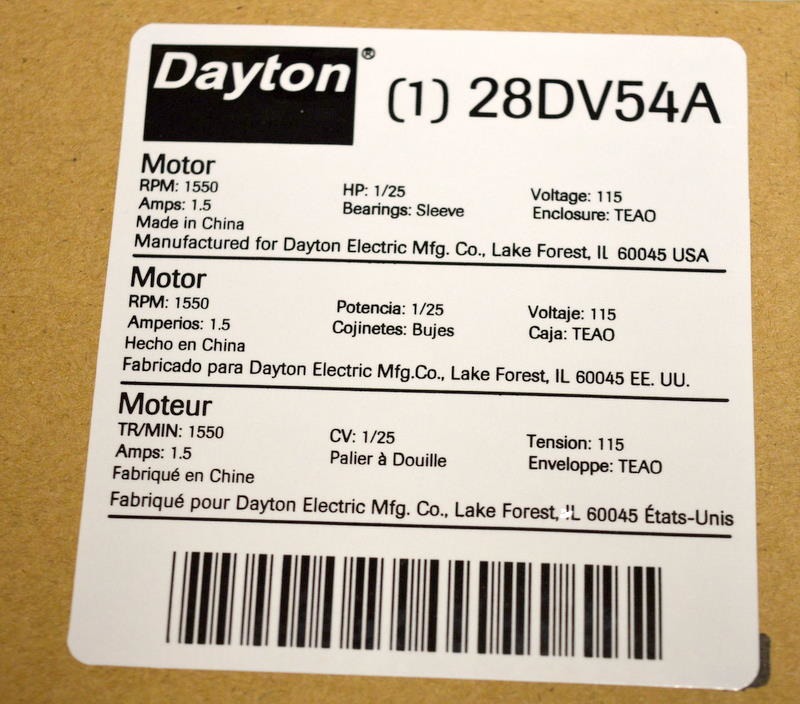 Dayton® (1) 28DV54A
Motor
RPM: 1550 HP: 1/25 Voltage: 115
Amps: 1.5 Bearings: Sleeve Enclosure: TEAO
Made in China
Manufactured for Dayton Electric Mfg. Co., Lake Forest, IL 60045 USA
Motor
RPM: 1550 Potencia: 1/25 Voltaje: 115
Amperios: 1.5 Cojinetes: Bujes Caja: TEAO
Hecho en China
Fabricado para Dayton Electric Mfg.Co., Lake Forest, IL 60045 EE. UU.
Moteur
TR/MIN: 1550 CV: 1/25 Tension: 115
Amps: 1.5 Palier à Douille Enveloppe: TEAO
Fabriqué en Chine
Fabriqué pour Dayton Electric Mfg. Co., Lake Forest, IL 60045 États-Unis